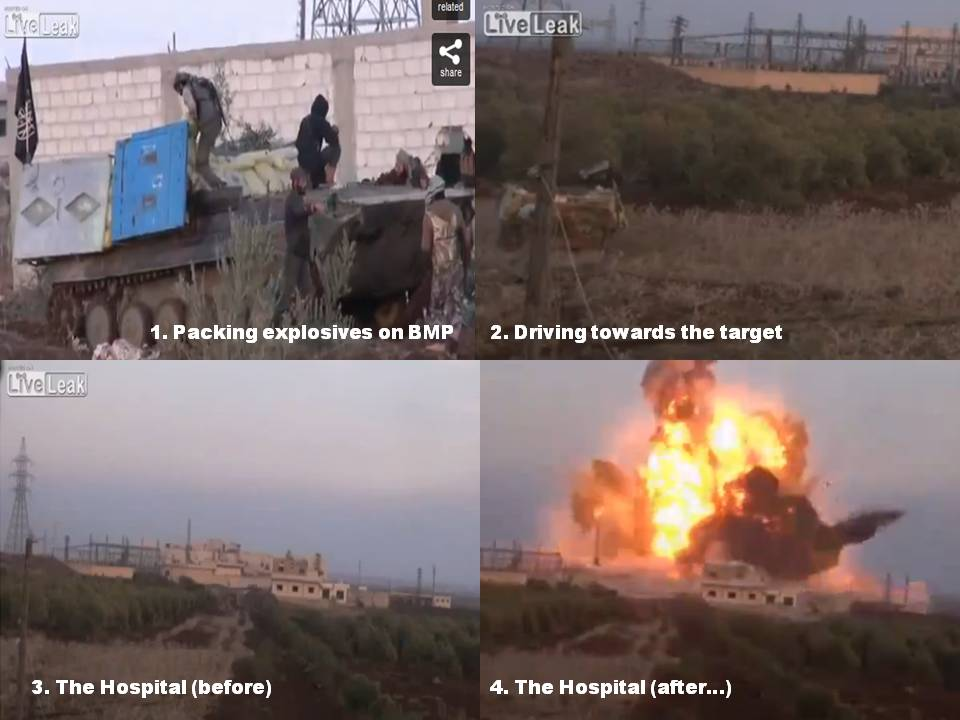 LiveLeak
related
share
LiveLeak
1. Packing explosives on BMP
2. Driving towards the target
LiveLeak
3. The Hospital (before)
4. The Hospital (after...)